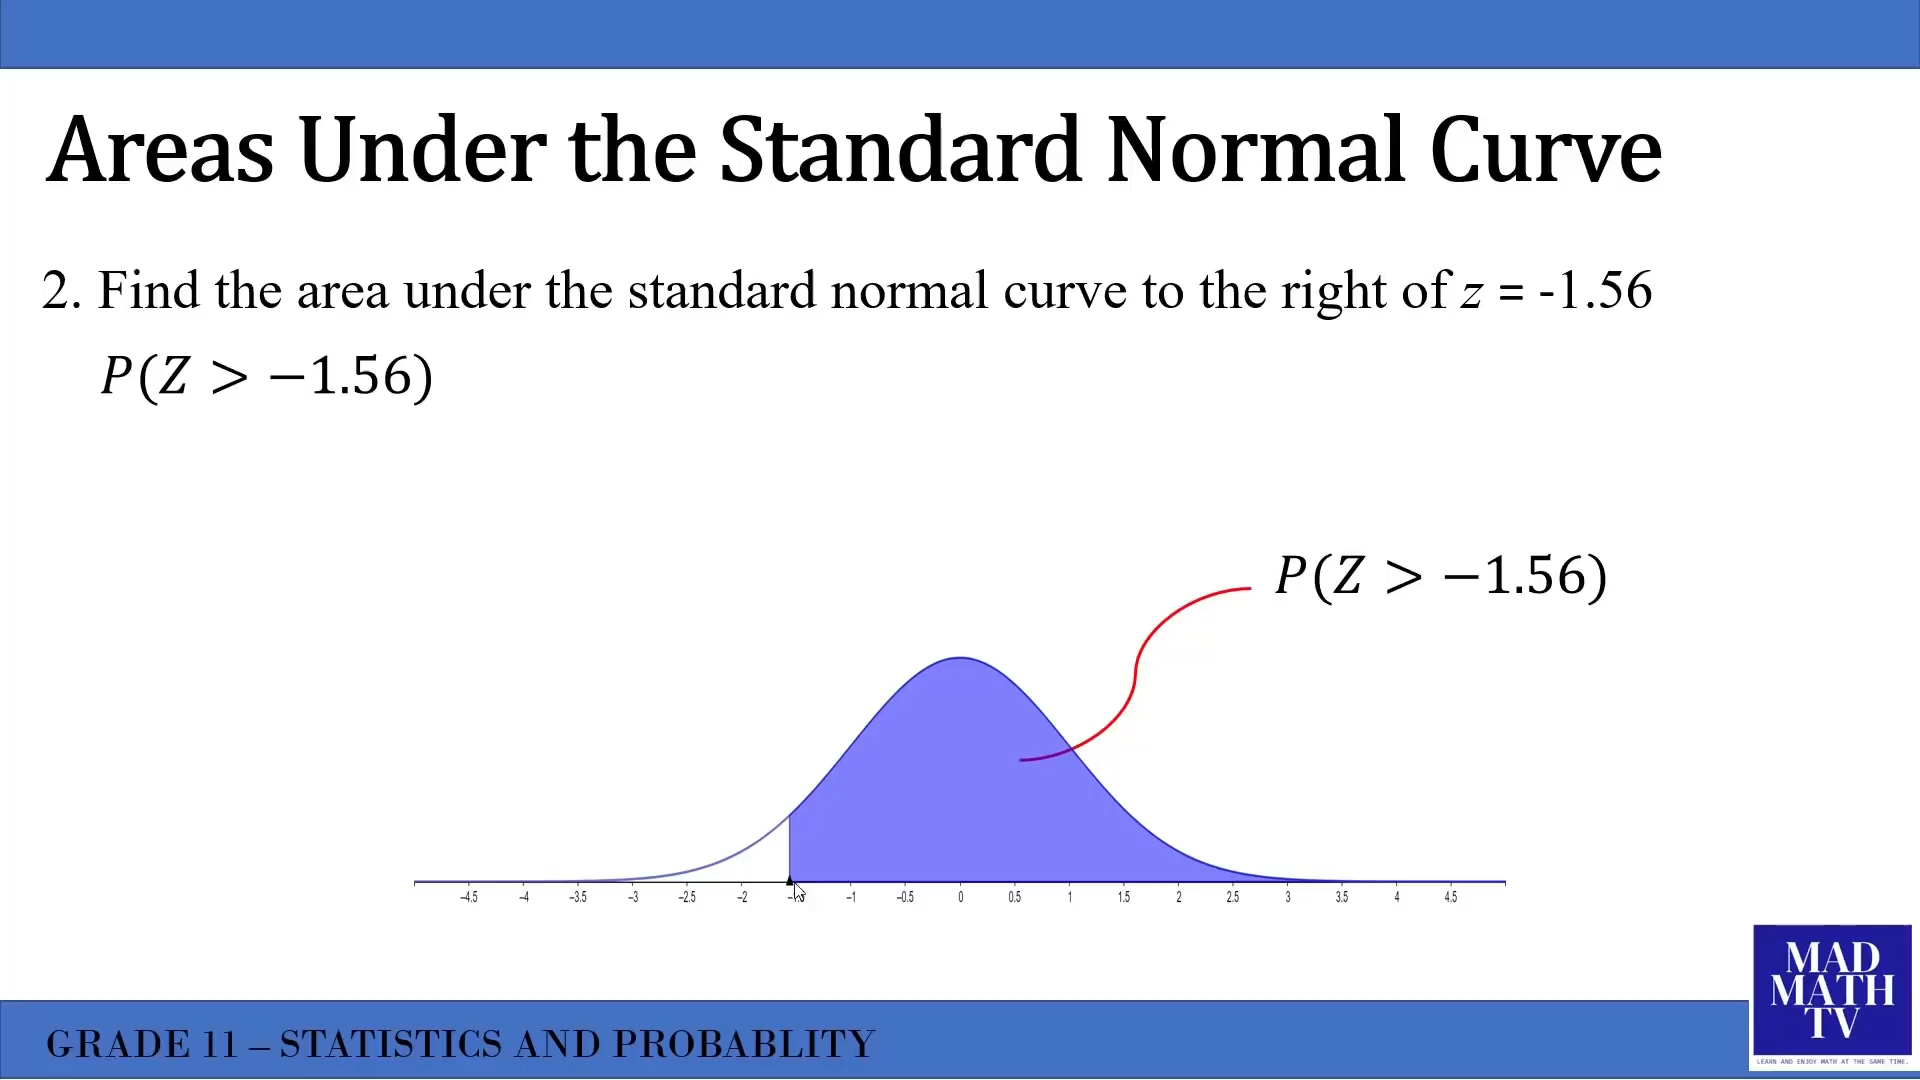 Areas Under the Standard Normal Curve
2. Find the area under the standard normal curve to the right of z = -1.56
P(Z > −1.56)
P(Z > −1.56)
–4.5 –4 –3.5 –3 –2.5 –2 –1 –0.5 0 0.5 1 1.5 2 2.5 3 3.5 4 4.5
MAD
MATH
TV
LEARN AND ENJOY MATH AT THE SAME TIME.
GRADE 11 – STATISTICS AND PROBABLITY